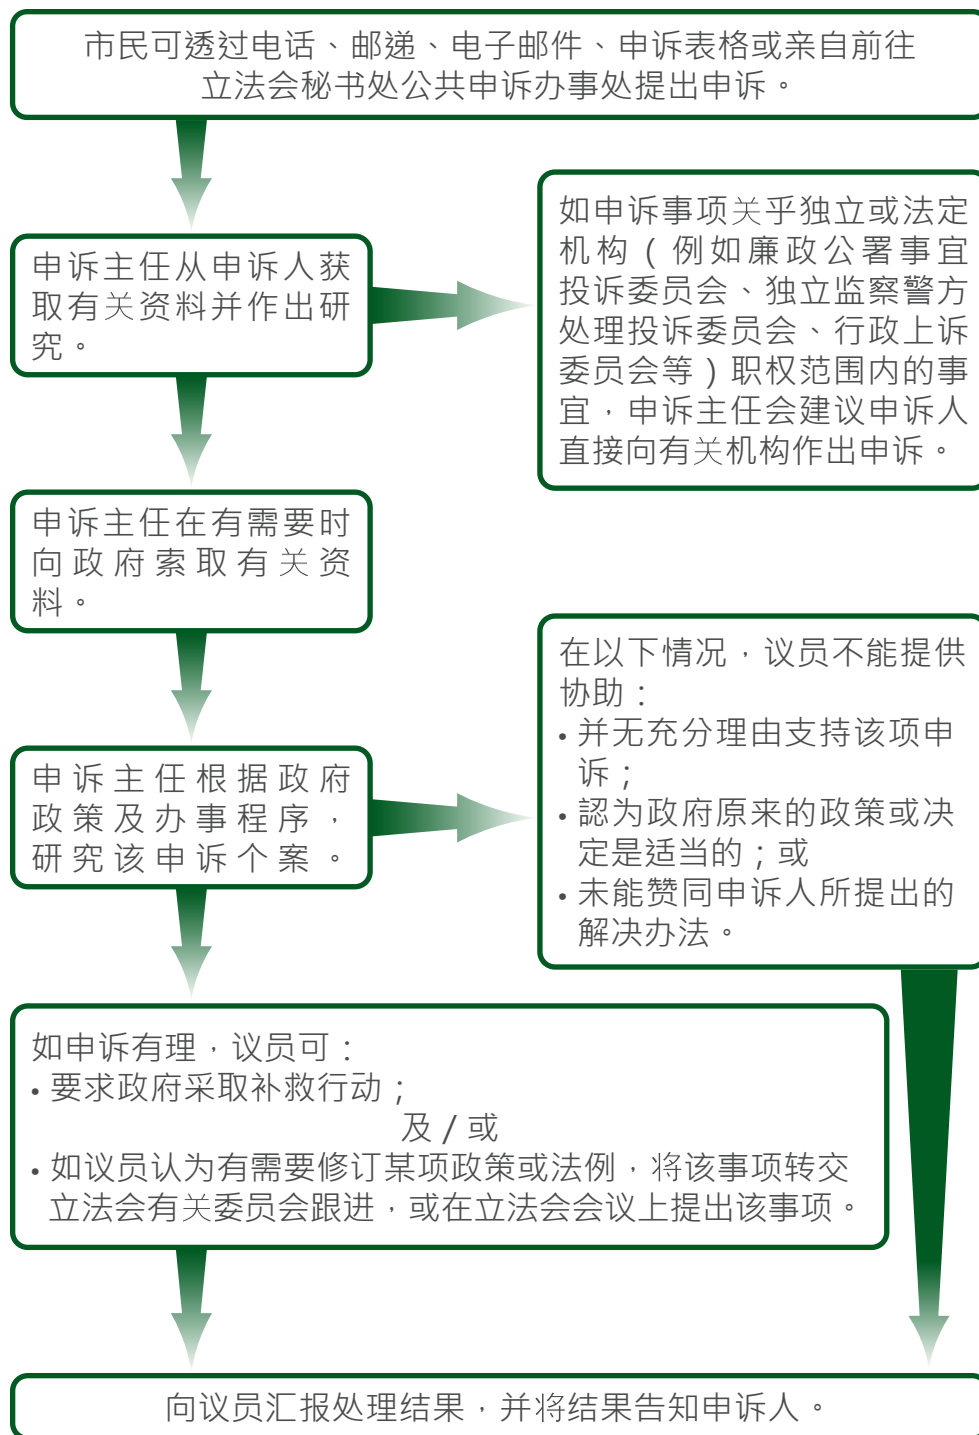 市民可透过电话、邮递、电子邮件、申诉表格或亲自前往
立法会秘书处公共申诉办事处提出申诉。
申诉主任从申诉人获
取有关资料并作出研
究。
如申诉事项关乎独立或法定
机构(例如廉政公署事宜
投诉委员会、独立监察警方
处理投诉委员会、行政上诉
委员会等)职权范围内的事
宜，申诉主任会建议申诉人
直接向有关机构作出申诉。
申诉主任在有需要时
向政府索取有关资
料。
申诉主任根据政府
政策及办事程序，
研究该申诉个案。
在以下情况，议员不能提供
协助：
• 并无充分理由支持该项申
诉；
• 認为政府原来的政策或决
定是适当的；或
• 未能赞同申诉人所提出的
解决办法。
如申诉有理，议员可：
• 要求政府采取补救行动；
及 / 或
• 如议员认为有需要修订某项政策或法例，将该事项转交
立法会有关委员会跟进，或在立法会会议上提出该事项。
向议员汇报处理结果，并将结果告知申诉人。